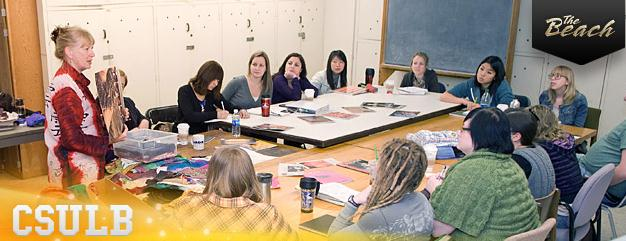 The
Beach
CSULB